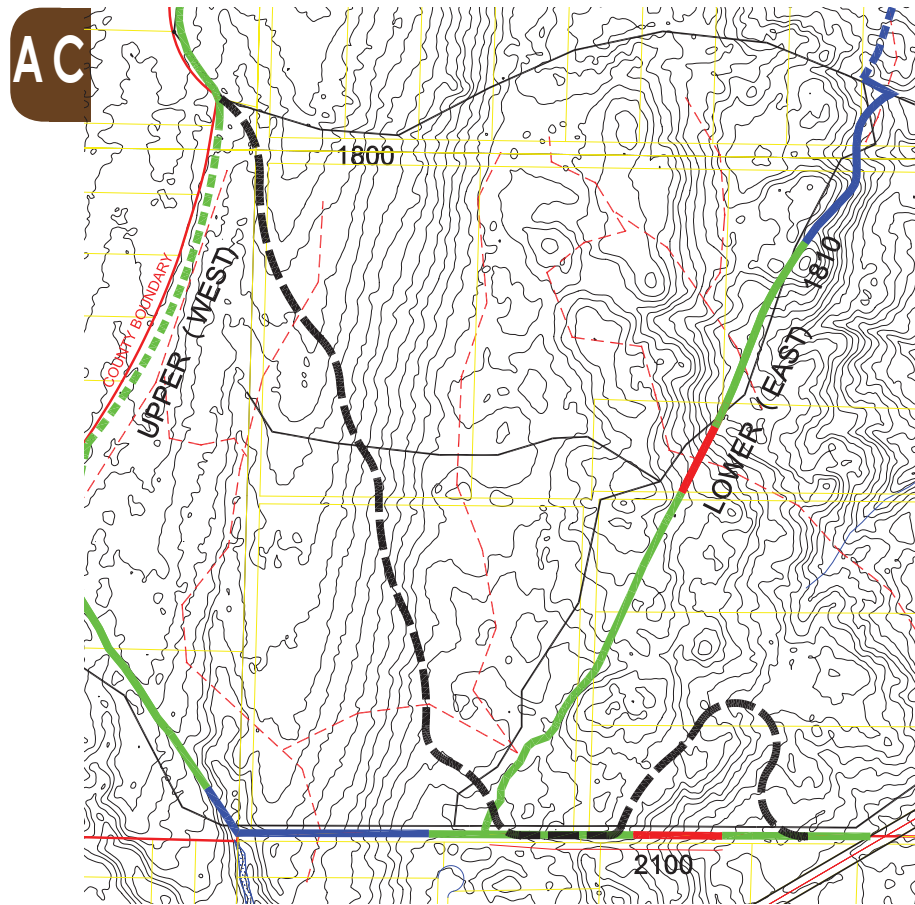 AC
1800
1810
COUNTY BOUNDARY
UPPER (WEST)
LOWER (EAST)
2100